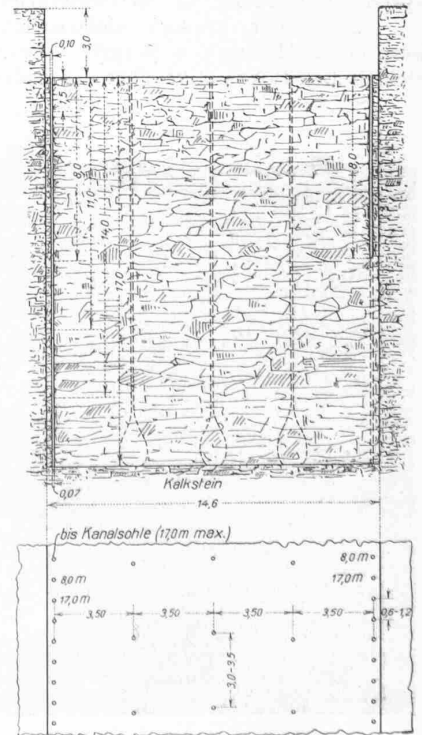 0,10
3,0
1,5
8,0
11,0
14,0
17,0
8,0
0,07
Kalkstein
14,6
bis Kanalsohle (17,0m max.)
8,0 m
17,0 m
8,0 m
17,0 m
3,50
3,50
3,50
3,50
0,6-1,2
3,0-3,5